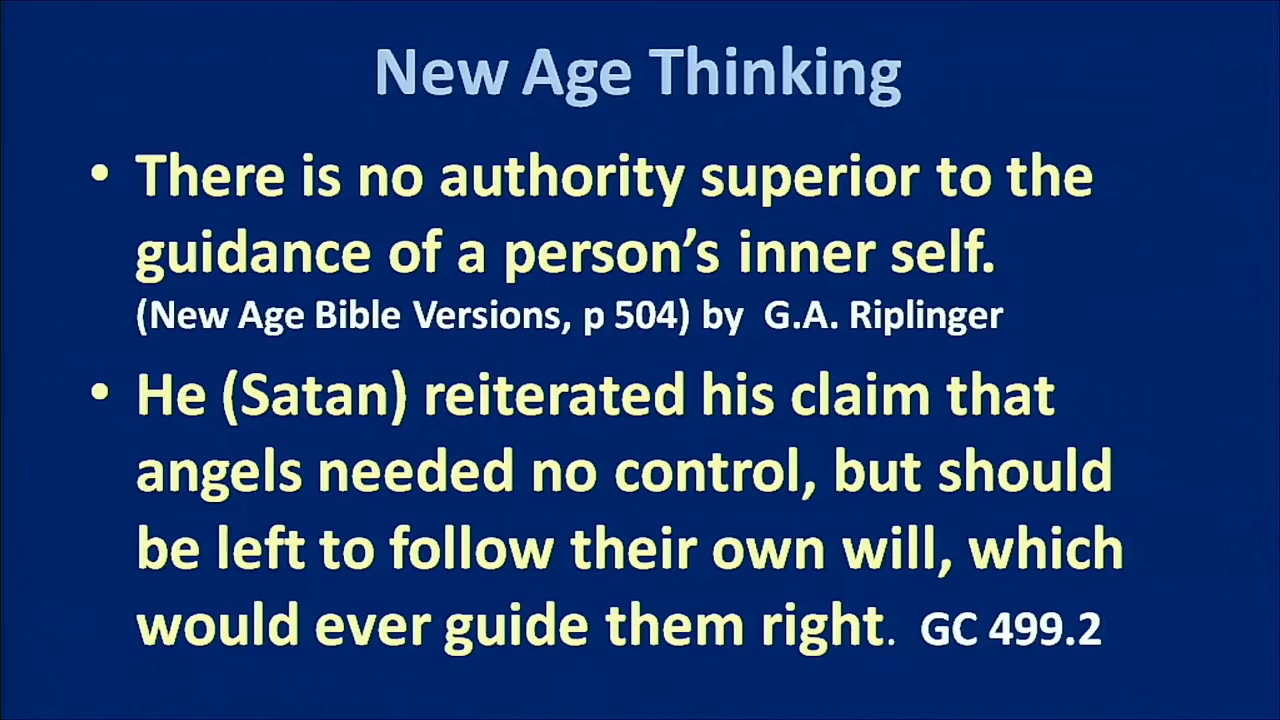 New Age Thinking
• There is no authority superior to the
guidance of a person’s inner self.
(New Age Bible Versions, p 504) by G.A. Riplinger
• He (Satan) reiterated his claim that
angels needed no control, but should
be left to follow their own will, which
would ever guide them right. GC 499.2